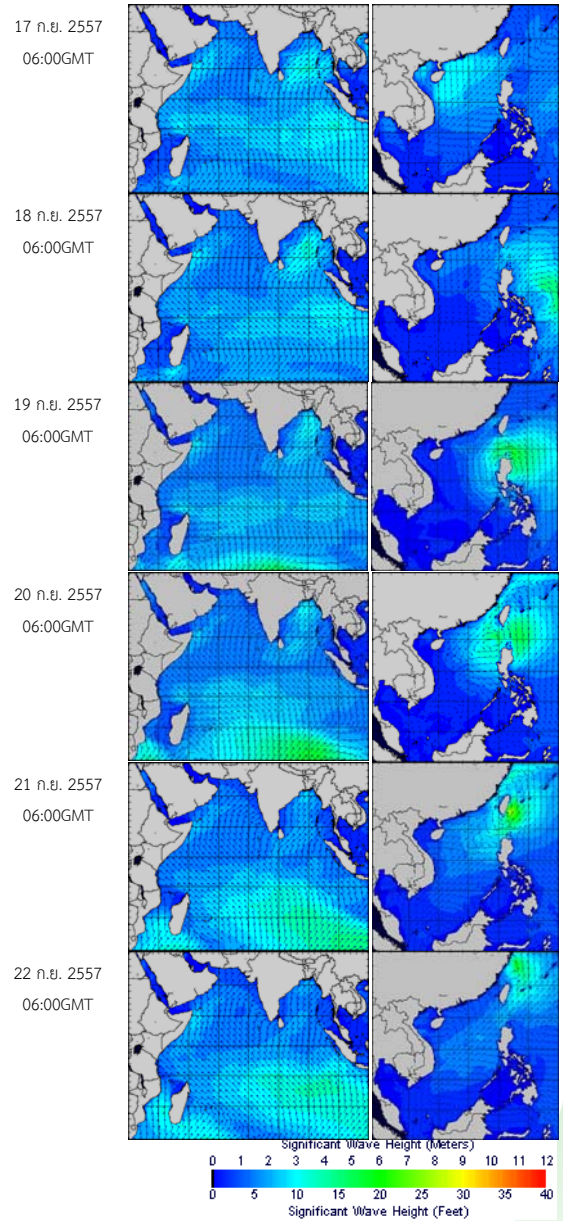 17 ก.ย. 2557
06:00GMT
18 ก.ย. 2557
06:00GMT
19 ก.ย. 2557
06:00GMT
20 ก.ย. 2557
06:00GMT
21 ก.ย. 2557
06:00GMT
22 ก.ย. 2557
06:00GMT
Significant Wave Height (Meters)
0 1 2 3 4 5 6 7 8 9 10 11 12
0 5 10 15 20 25 30 35 40
Significant Wave Height (Feet)